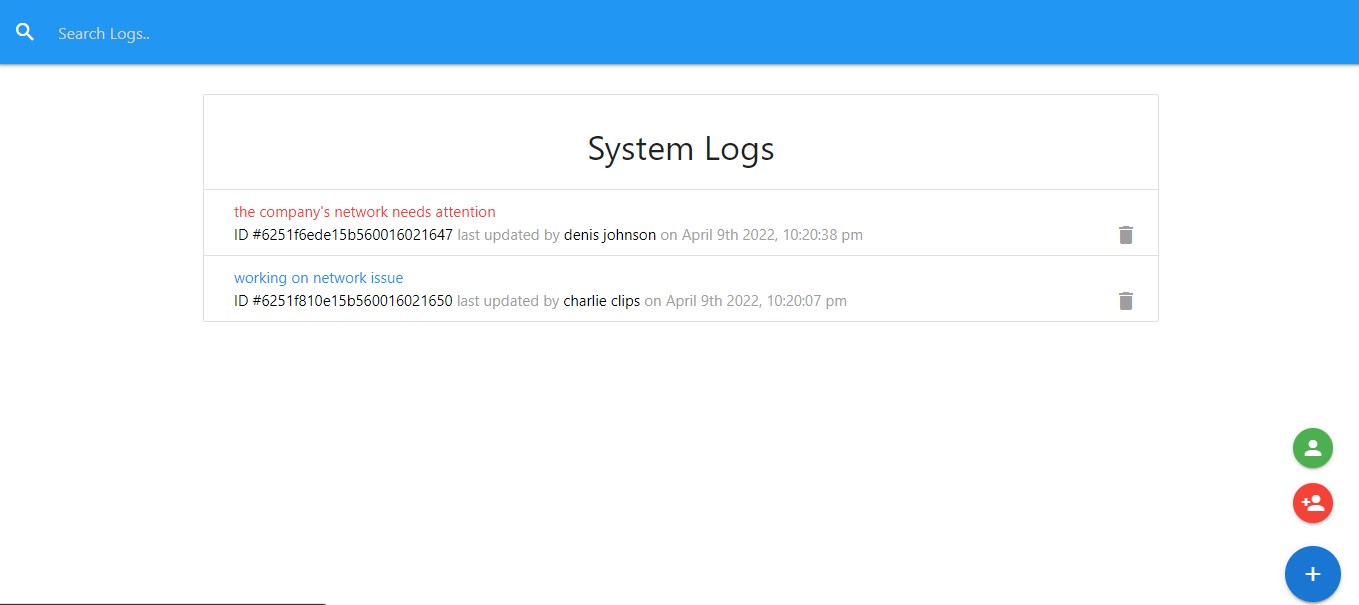 Search Logs..
System Logs
the company's network needs attention
ID #6251f6ede15b560016021647 last updated by denis johnson on April 9th 2022, 10:20:38 pm
working on network issue
ID #6251f810e15b560016021650 last updated by charlie clips on April 9th 2022, 10:20:07 pm